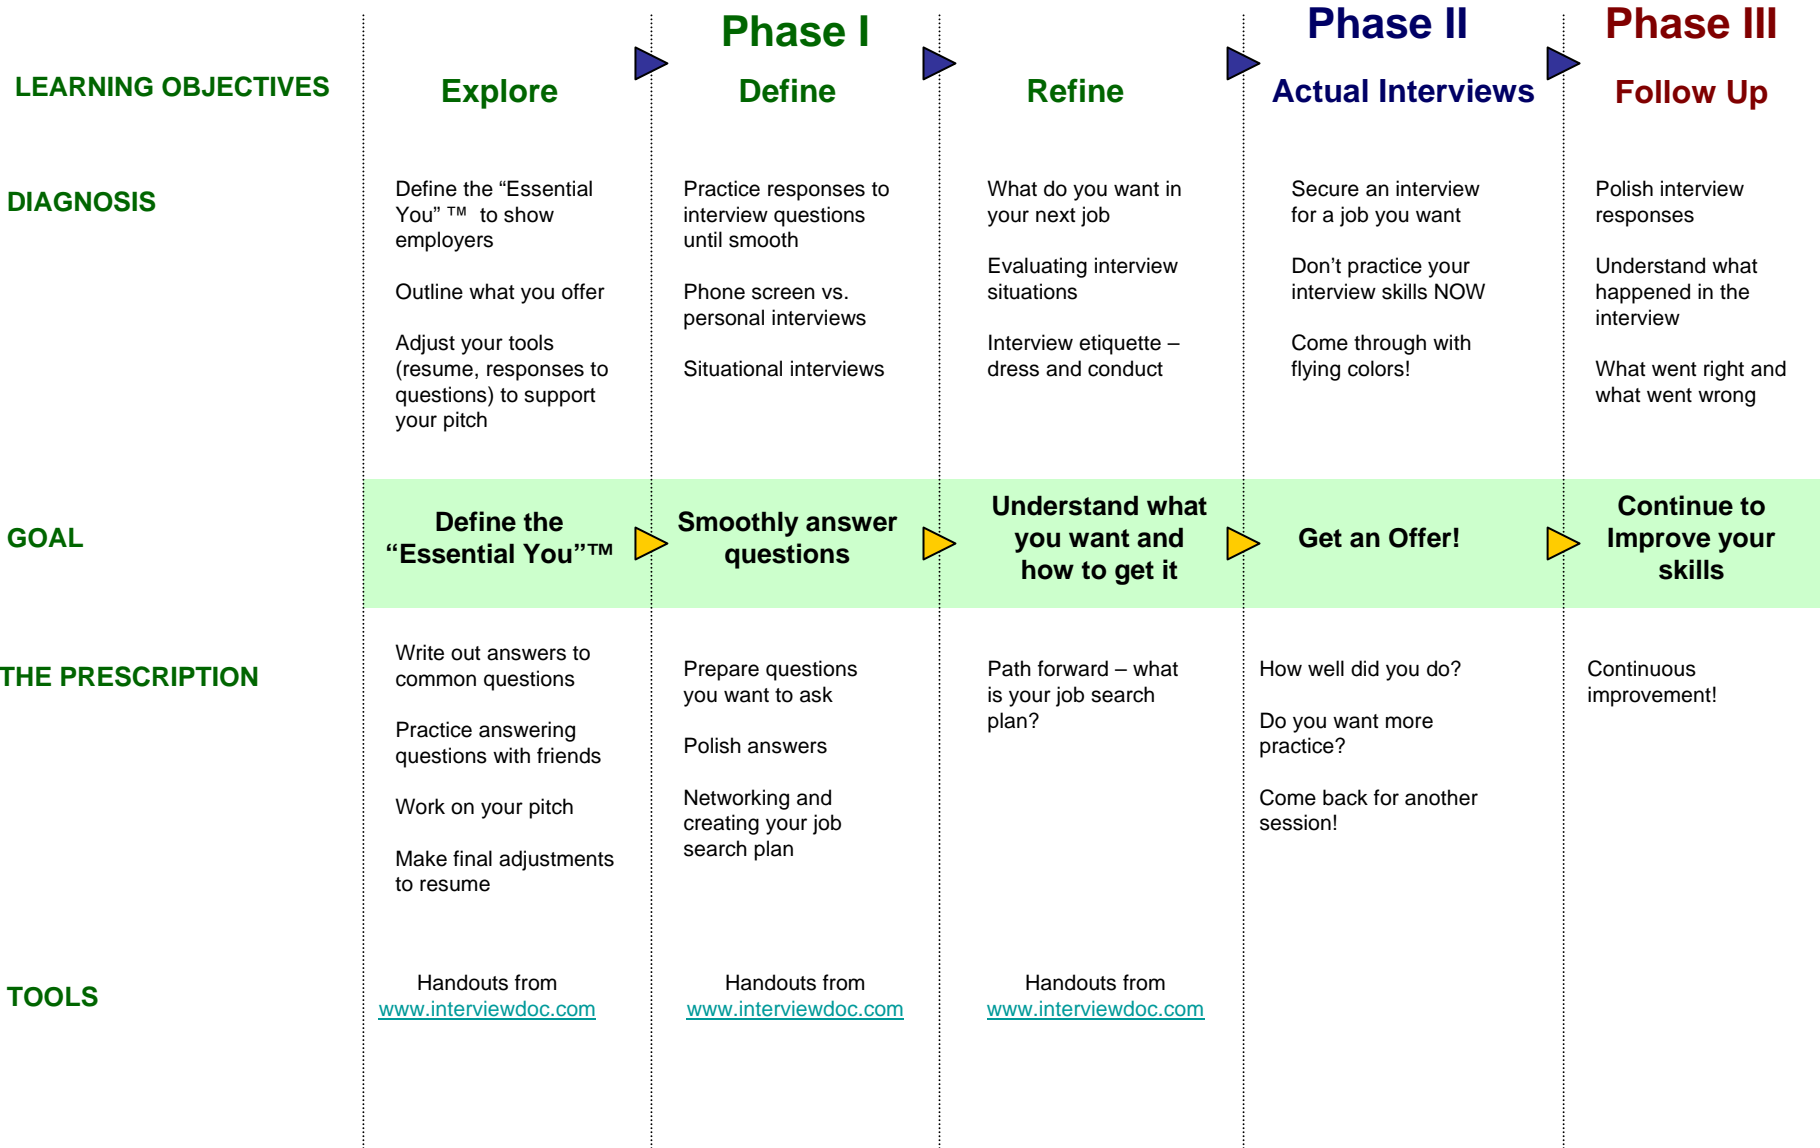 Phase I
Phase II
Phase III
LEARNING OBJECTIVES
Explore
Define
Refine
Actual Interviews
Follow Up
DIAGNOSIS
Define the “Essential
You” ™ to show
employers
Outline what you offer
Adjust your tools
(resume, responses to
questions) to support
your pitch
Practice responses to
interview questions
until smooth
Phone screen vs.
personal interviews
Situational interviews
What do you want in
your next job
Evaluating interview
situations
Interview etiquette –
dress and conduct
Secure an interview
for a job you want
Don’t practice your
interview skills NOW
Come through with
flying colors!
Polish interview
responses
Understand what
happened in the
interview
What went right and
what went wrong
GOAL
Define the
“Essential You”™
Smoothly answer
questions
Understand what
you want and
how to get it
Get an Offer!
Continue to
Improve your
skills
THE PRESCRIPTION
Write out answers to
common questions
Practice answering
questions with friends
Work on your pitch
Make final adjustments
to resume
Prepare questions
you want to ask
Polish answers
Networking and
creating your job
search plan
Path forward – what
is your job search
plan?
How well did you do?
Do you want more
practice?
Come back for another
session!
Continuous
improvement!
TOOLS
Handouts from
www.interviewdoc.com
Handouts from
www.interviewdoc.com
Handouts from
www.interviewdoc.com